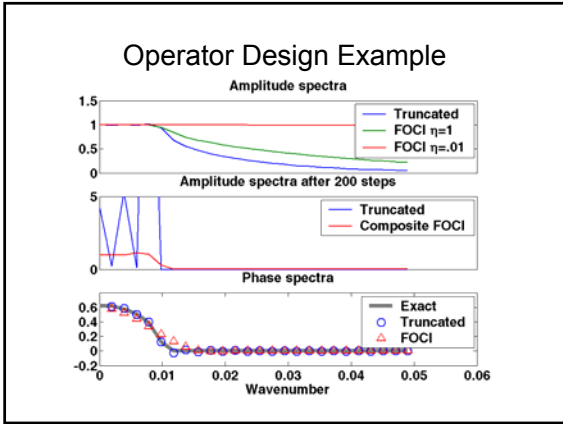 Operator Design Example
Amplitude spectra
1.5
1
0.5
0
Truncated
FOCI η=1
FOCI η=.01
Amplitude spectra after 200 steps
5
0
Truncated
Composite FOCI
Phase spectra
0.6
0.4
0.2
0
-0.2
Exact
Truncated
FOCI
0 0.01 0.02 0.03 0.04 0.05 0.06
Wavenumber